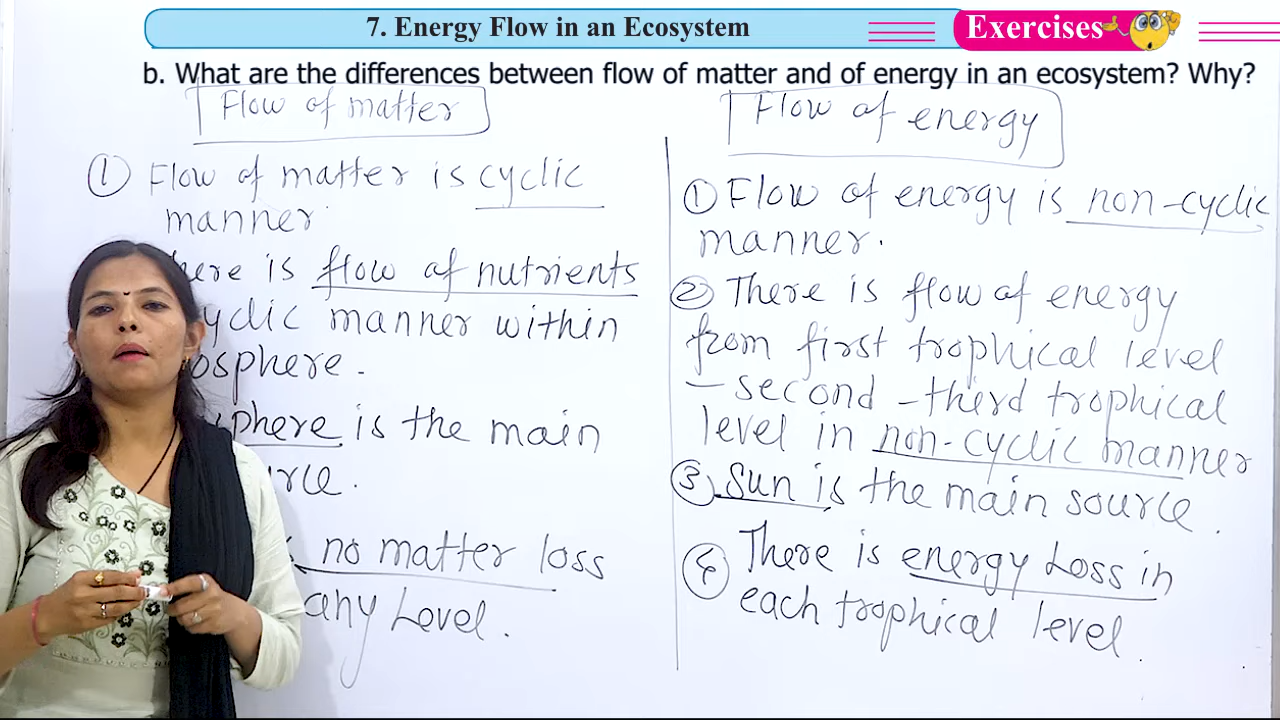 7. Energy Flow in an Ecosystem
Exercises
b. What are the differences between flow of matter and of energy in an ecosystem? Why?
Flow of matter
① Flow of matter is cyclic
manner.
here is flow of nutrients
yclic manner within
osphere.
sphere is the main
rce.
no matter loss
any Level.
Flow of energy
① Flow of energy is non-cyclic
manner.
② There is flow of energy
from first trophical level
– second – third trophical
level in non-cyclic manner
③ Sun is the main source.
④ There is energy Loss in
each trophical level.